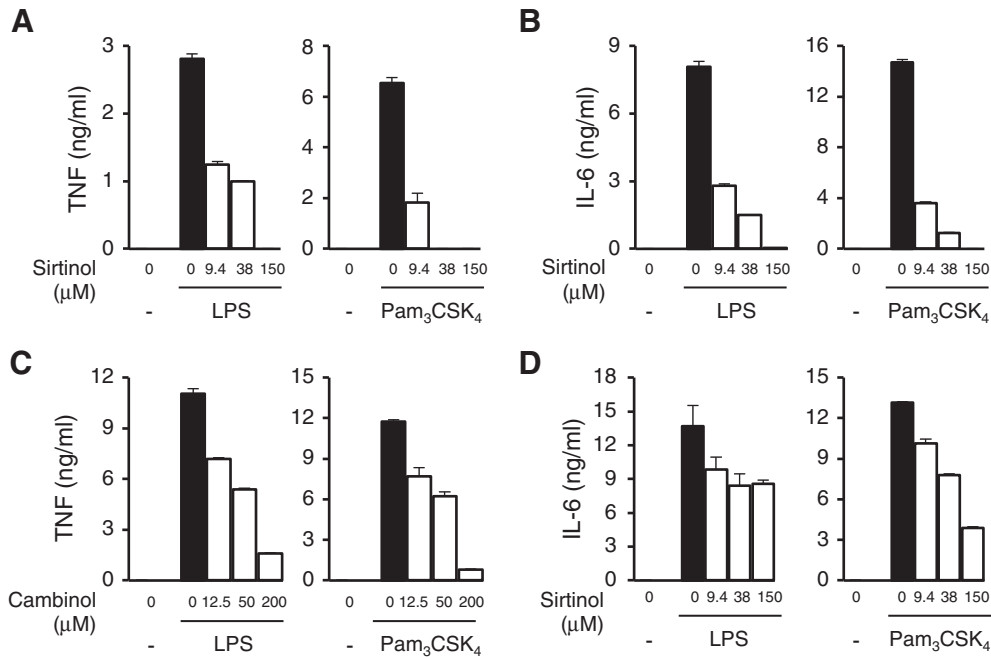 A
TNF (ng/ml)
3
2
1
0
8
6
4
2
0
Sirtinol
(μM)
0 0 9.4 38 150
0 0 9.4 38 150
- LPS
- Pam3CSK4
B
IL-6 (ng/ml)
9
6
3
0
16
12
8
4
0
Sirtinol
(μM)
0 0 9.4 38 150
0 0 9.4 38 150
- LPS
- Pam3CSK4
C
TNF (ng/ml)
12
9
6
3
0
15
12
9
6
3
0
Cambinol
(μM)
0 0 12.5 50 200
0 0 12.5 50 200
- LPS
- Pam3CSK4
D
IL-6 (ng/ml)
18
15
12
9
6
3
0
15
12
9
6
3
0
Sirtinol
(μM)
0 0 9.4 38 150
0 0 9.4 38 150
- LPS
- Pam3CSK4